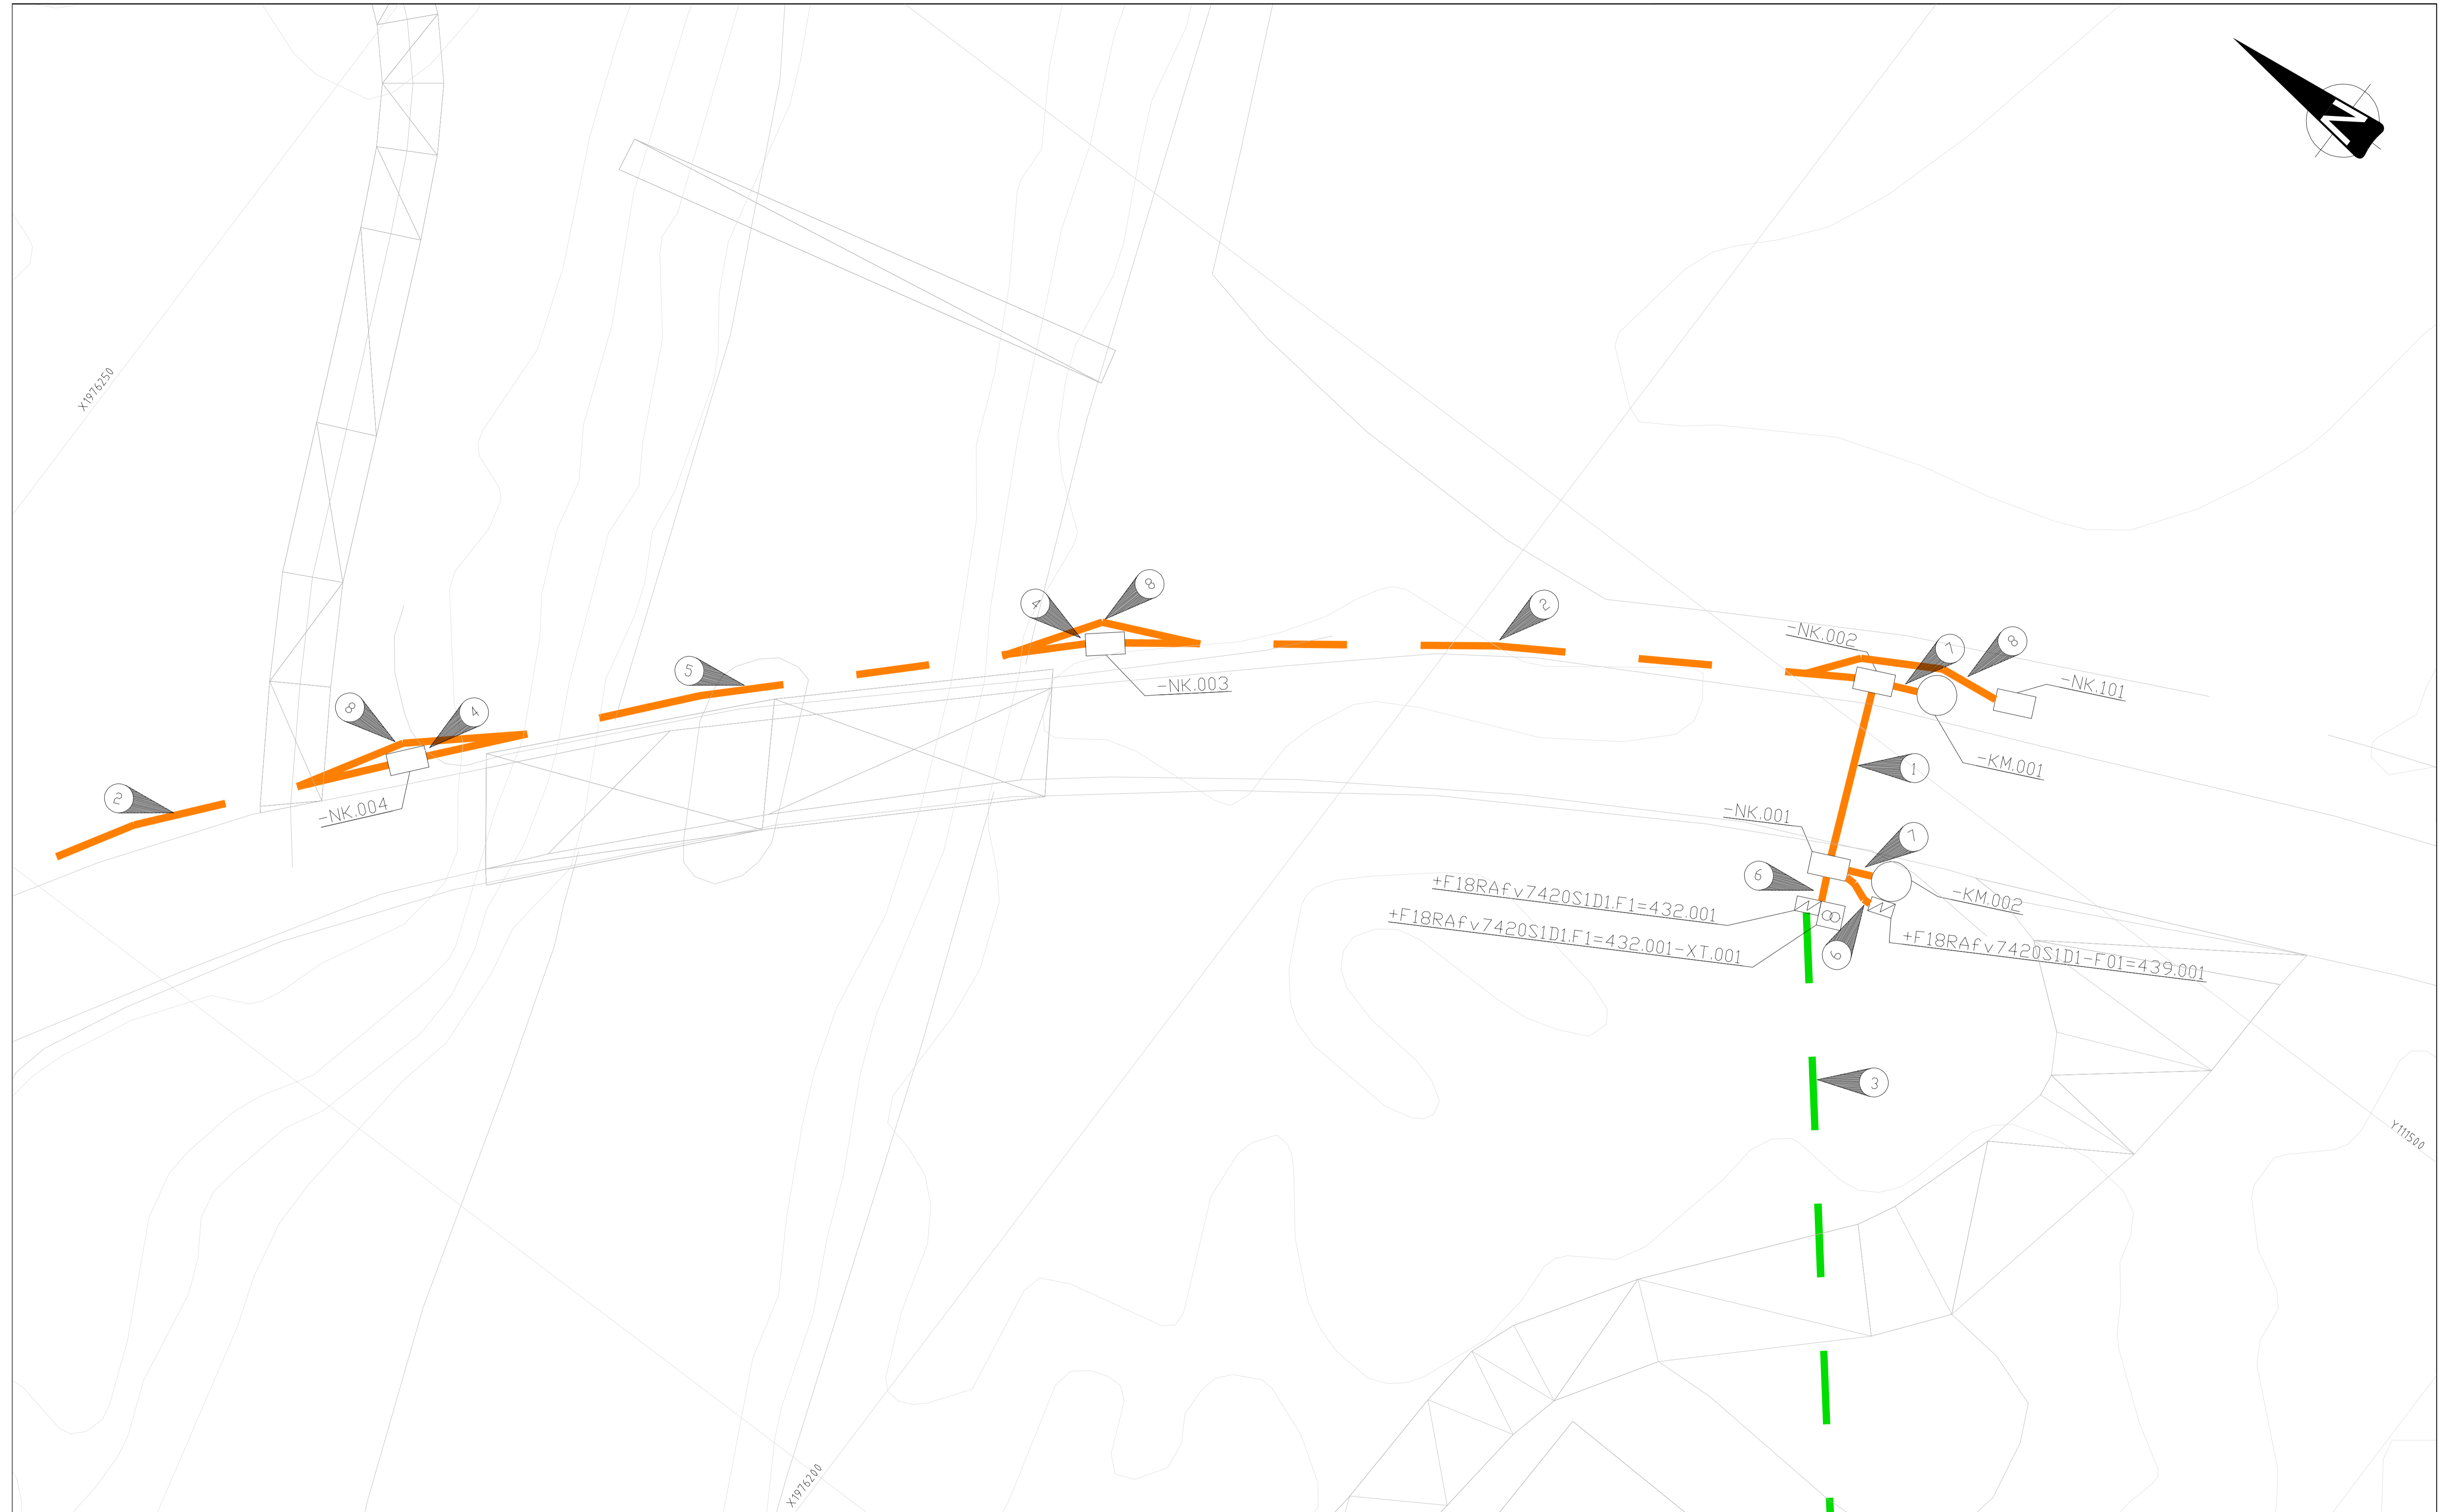 N
X1976250
8
4
-NK.003
2
-NK.002
7
8
-NK.101
5
8
4
-KM.001
2
-NK.004
1
-NK.001
7
6
+F18RAfv7420S1D1.F1=432.001
-KM.002
+F18RAfv7420S1D1.F1=432.001-XT.001
6
+F18RAfv7420S1D1-F01=439.001
3
Y111500
X1976200